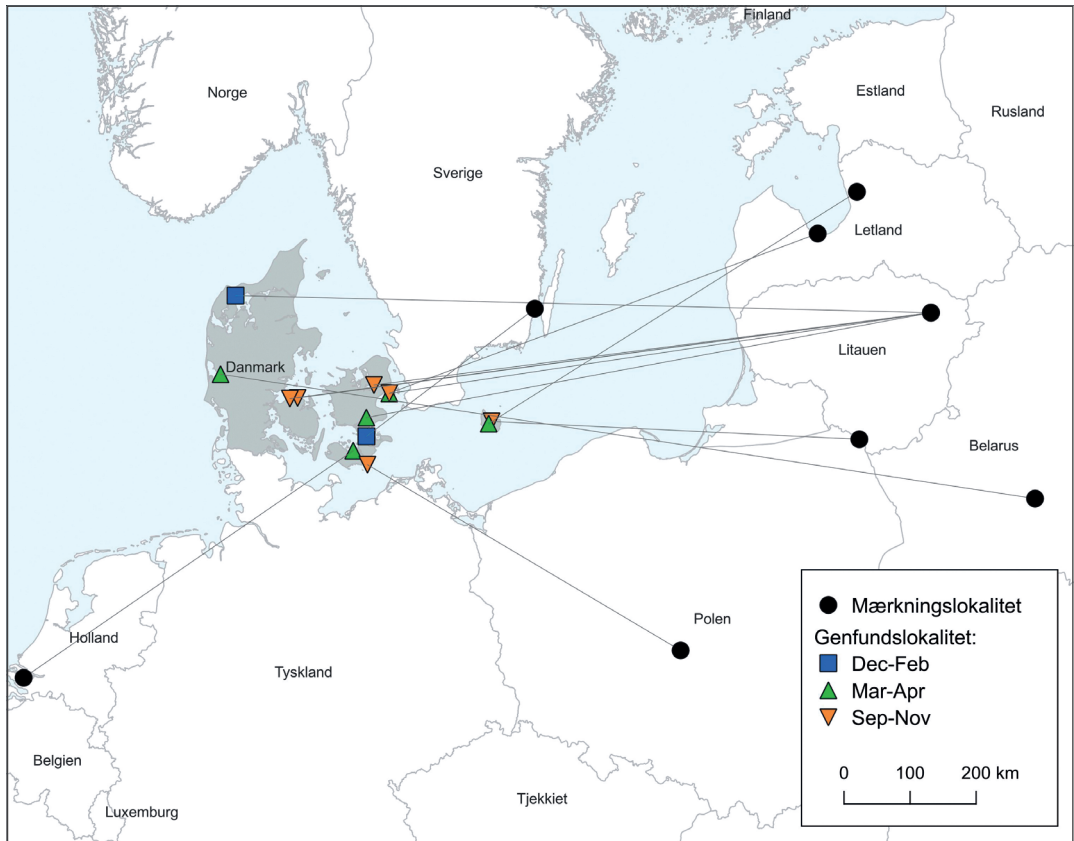 Finland
Norge
Estland
Rusland
Sverige
Letland
Litauen
Danmark
Belarus
Holland
Polen
Tyskland
Belgien
Luxemburg
Tjekkiet
Mærkningslokalitet
Genfundslokalitet:
Dec-Feb
Mar-Apr
Sep-Nov
0 100 200 km